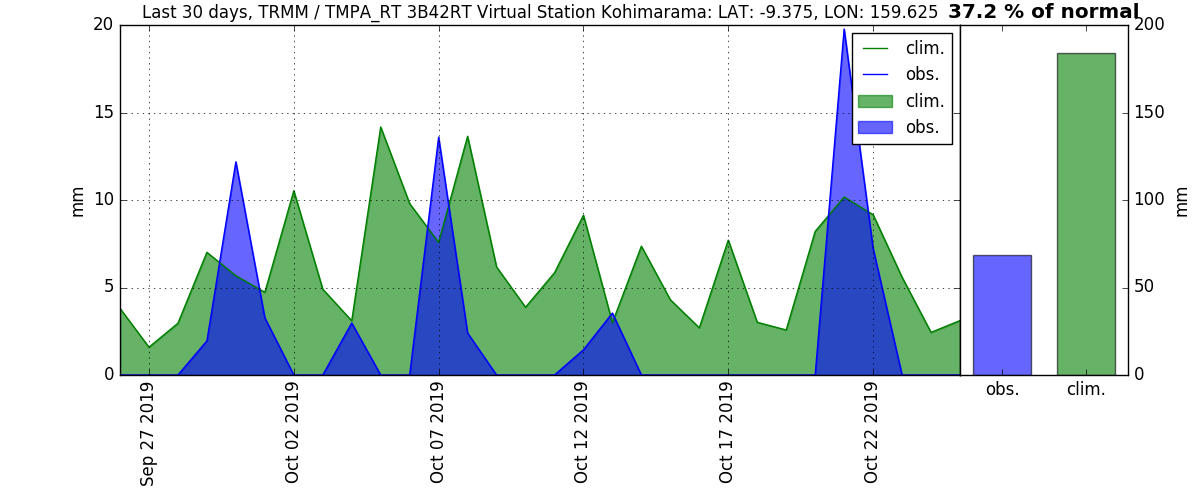 Last 30 days, TRMM / TMPA_RT 3B42RT Virtual Station Kohimarama: LAT: -9.375, LON: 159.625
37.2 % of normal
20
15
10
5
0
mm
clim.
obs.
clim.
obs.
Sep 27 2019
Oct 02 2019
Oct 07 2019
Oct 12 2019
Oct 17 2019
Oct 22 2019
200
150
100
50
0
mm
obs.
clim.